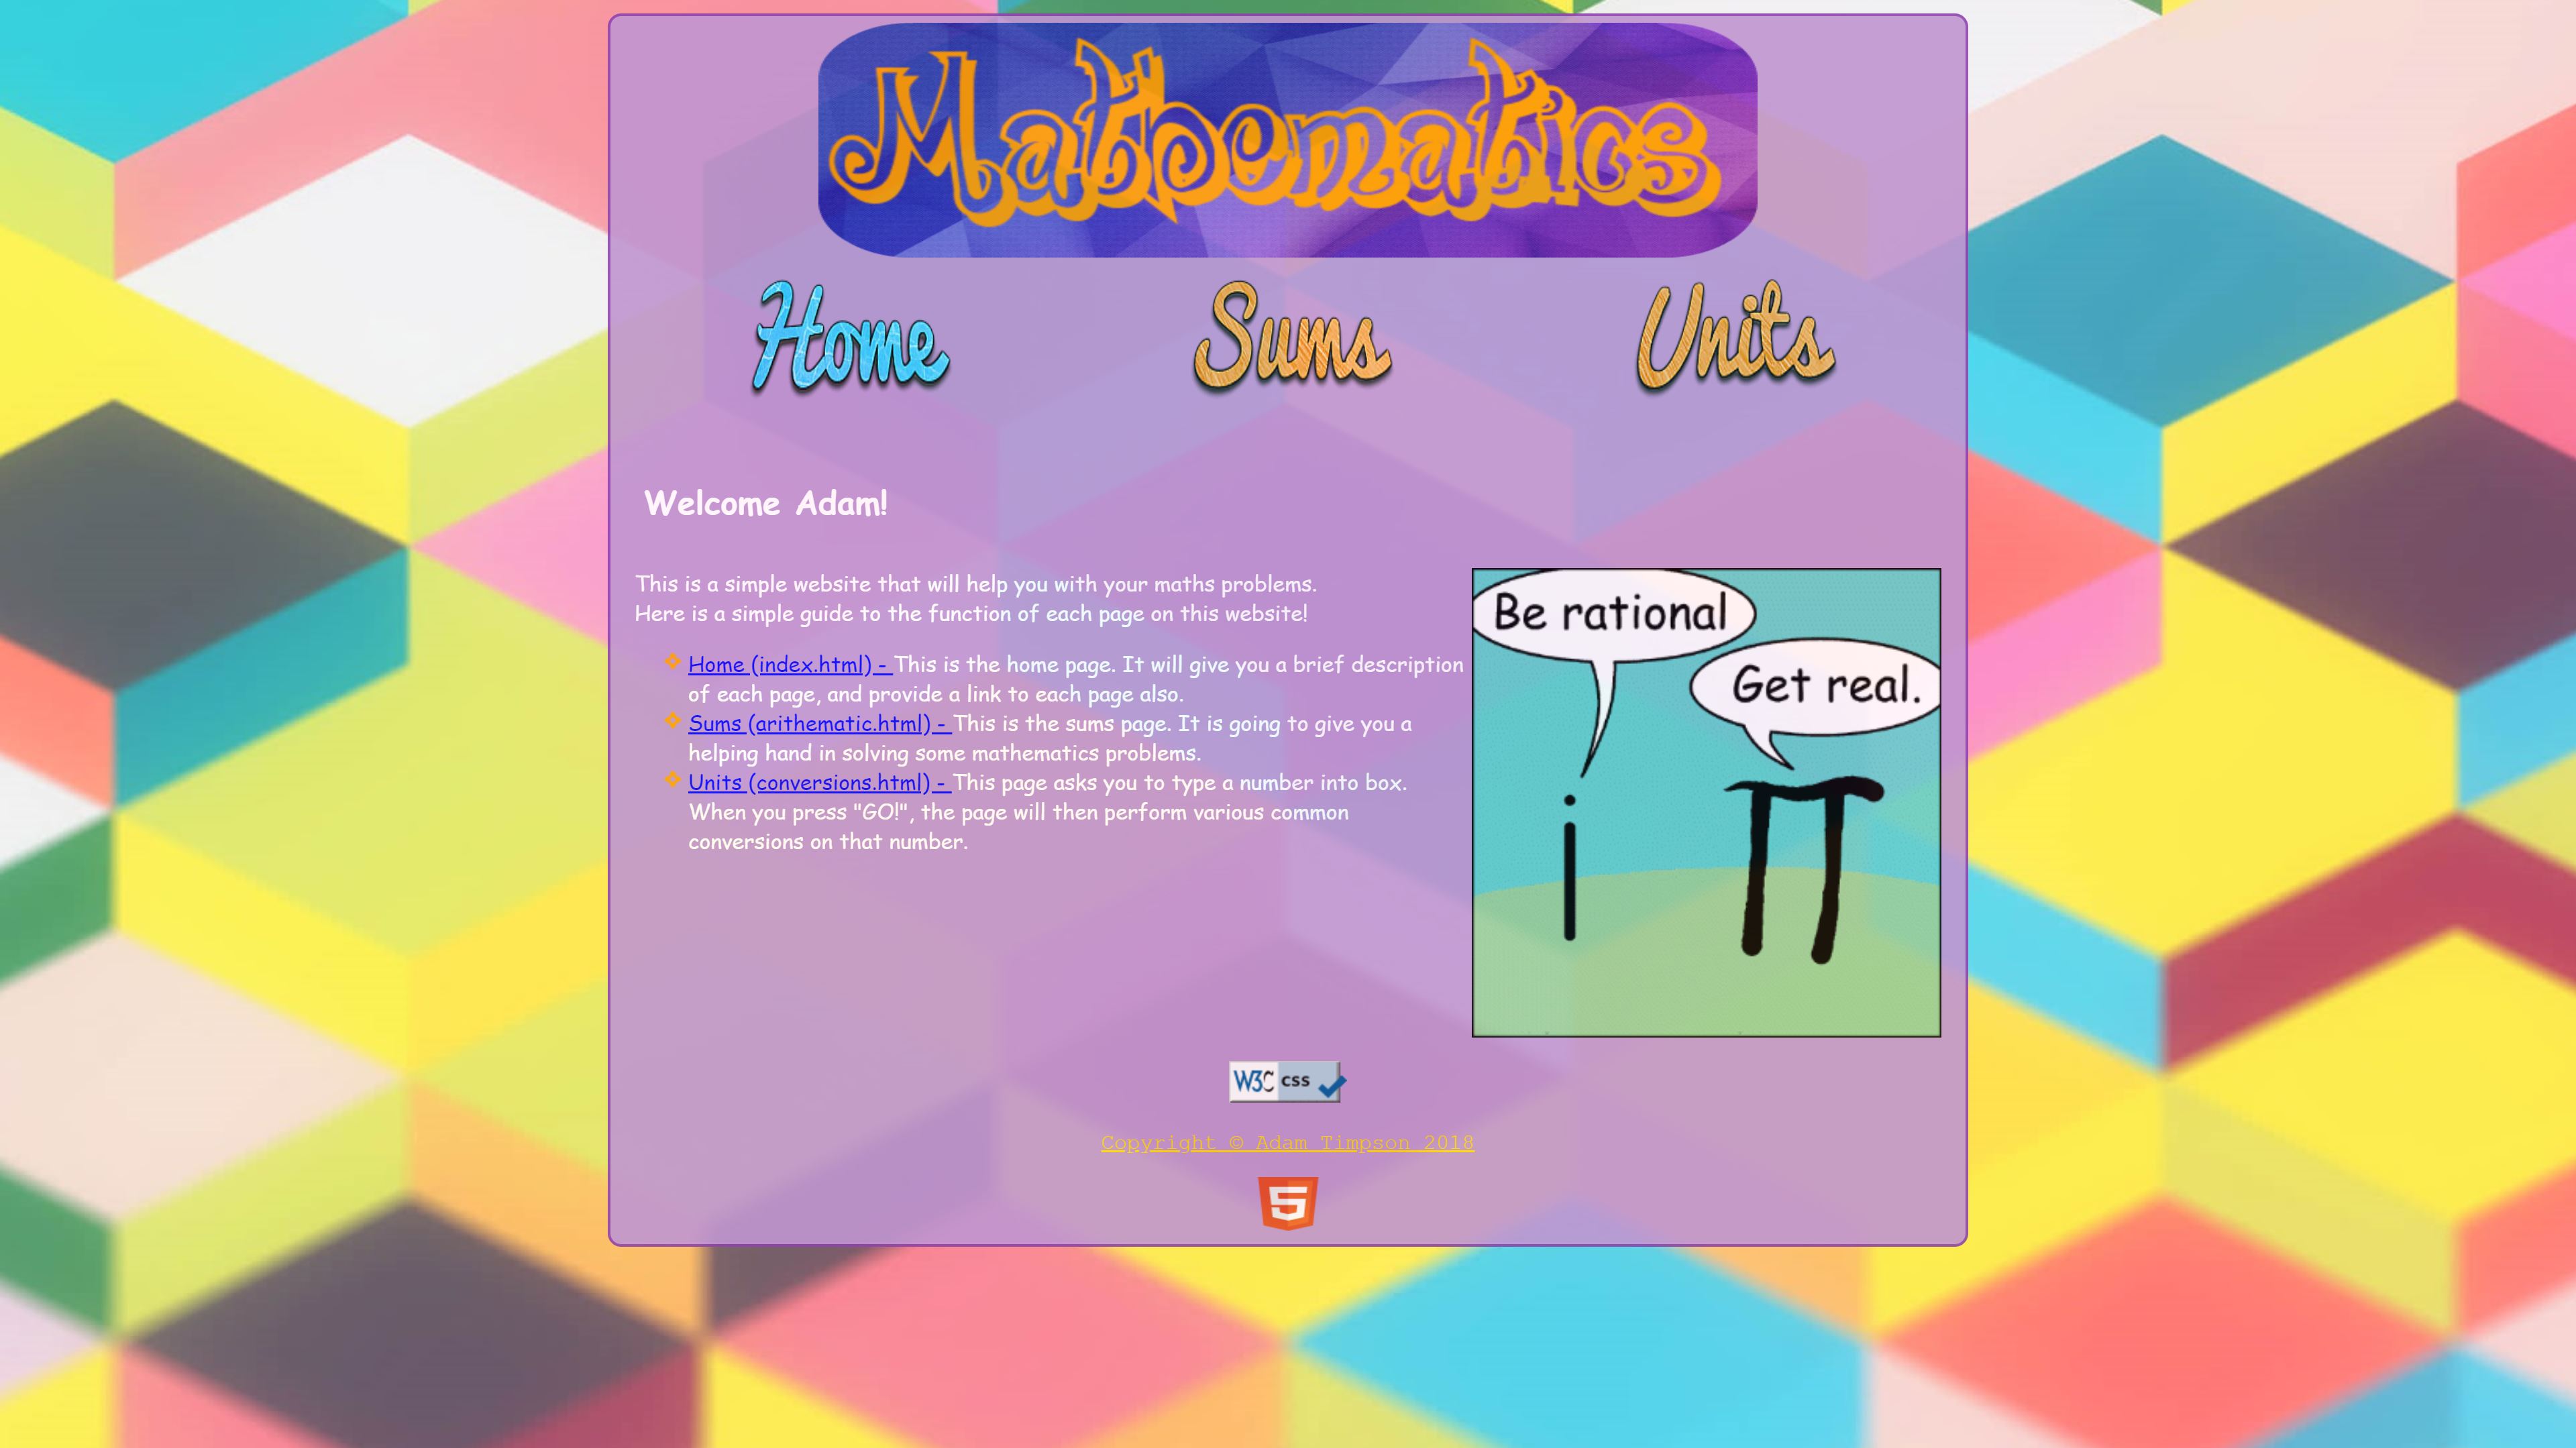 Mathematics
Home Sums Units
Welcome Adam!
This is a simple website that will help you with your maths problems.
Here is a simple guide to the function of each page on this website!
Home (index.html) - This is the home page. It will give you a brief description
of each page, and provide a link to each page also.
Sums (arithematic.html) - This is the sums page. It is going to give you a
helping hand in solving some mathematics problems.
Units (conversions.html) - This page asks you to type a number into box.
When you press "GO!", the page will then perform various common
conversions on that number.
Be rational
Get real.
i π
W3C css
Copyright © Adam Timpson 2018
5